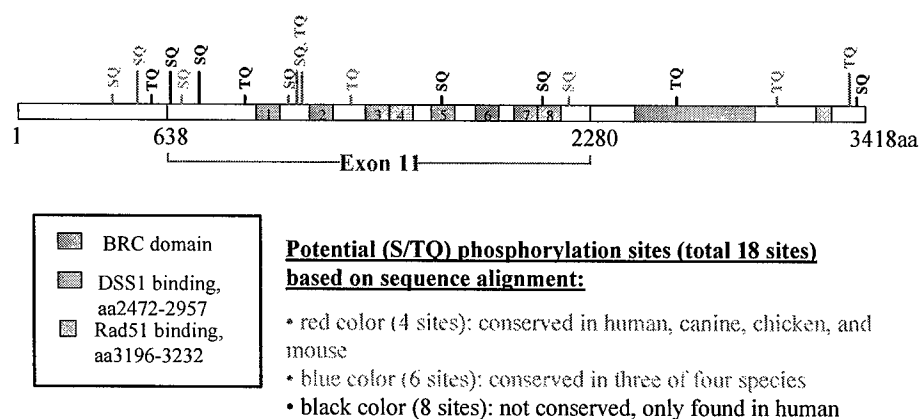 SQ
SQ
TQ
SQ
SQ
SQ
TQ
SQ
SQ, TQ
TQ
SQ
SQ
SQ
TQ
TQ
TQ
SQ
1 2 3 4 5 6 7 8
1 638 2280 3418aa
Exon 11
BRC domain
DSS1 binding,
aa2472-2957
Rad51 binding,
aa3196-3232
Potential (S/TQ) phosphorylation sites (total 18 sites)
based on sequence alignment:
• red color (4 sites): conserved in human, canine, chicken, and
mouse
• blue color (6 sites): conserved in three of four species
• black color (8 sites): not conserved, only found in human